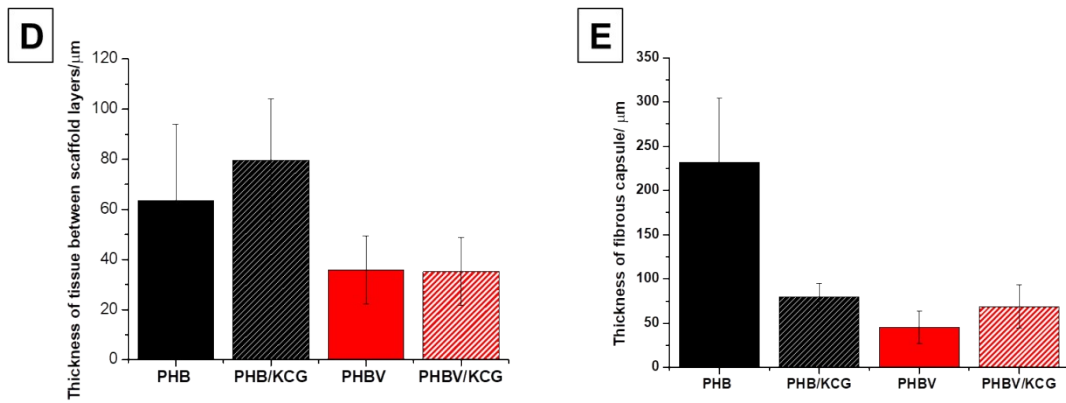 D
Thickness of tissue between scaffold layers/μm
120
100
80
60
40
20
0
PHB PHB/KCG PHBV PHBV/KCG
E
Thickness of fibrous capsule/ μm
350
300
250
200
150
100
50
0
PHB PHB/KCG PHBV PHBV/KCG